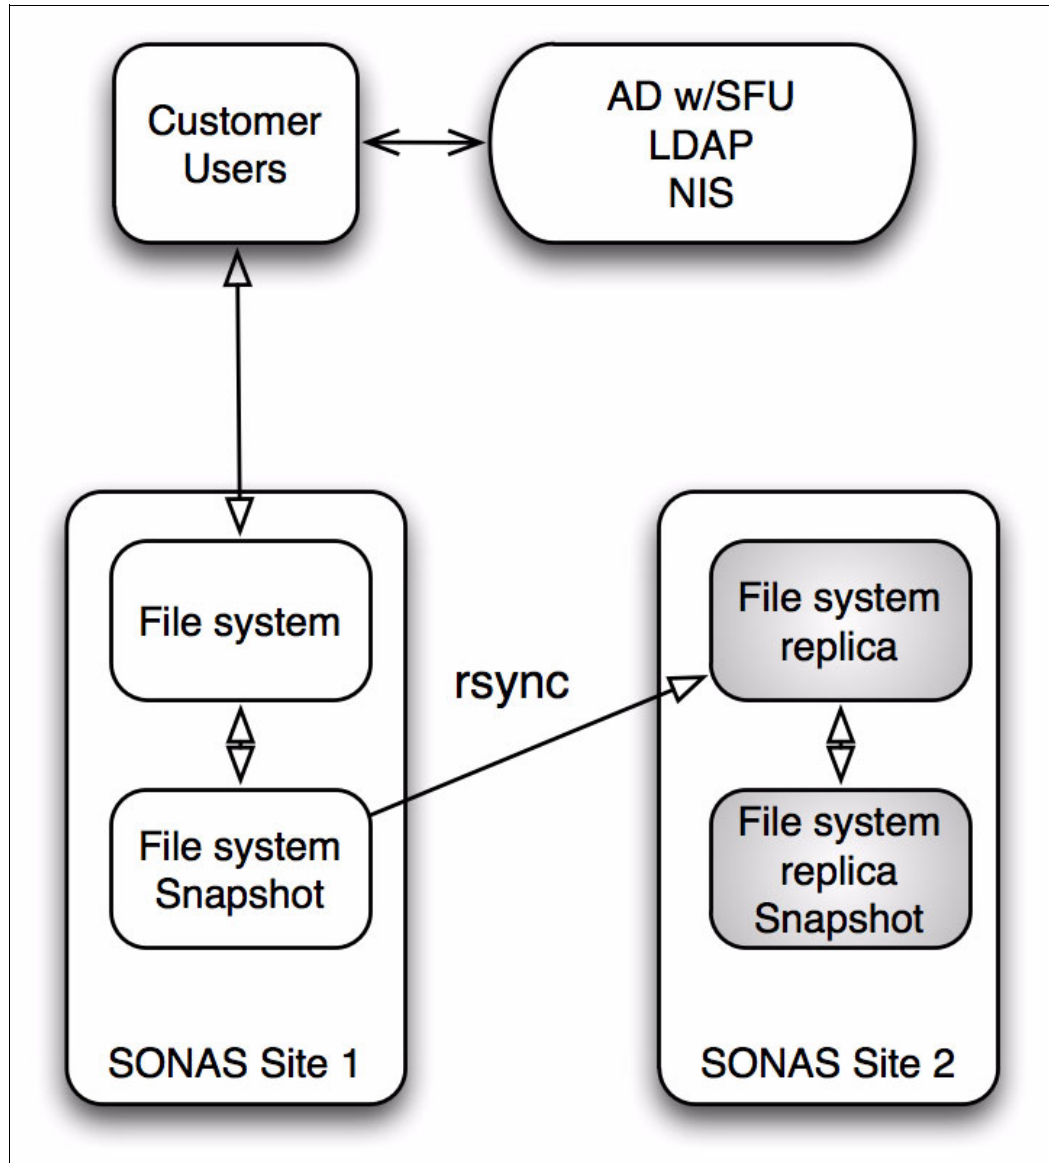 Customer
Users
AD w/SFU
LDAP
NIS
File system
File system
replica
rsync
File system
Snapshot
File system
replica
Snapshot
SONAS Site 1
SONAS Site 2